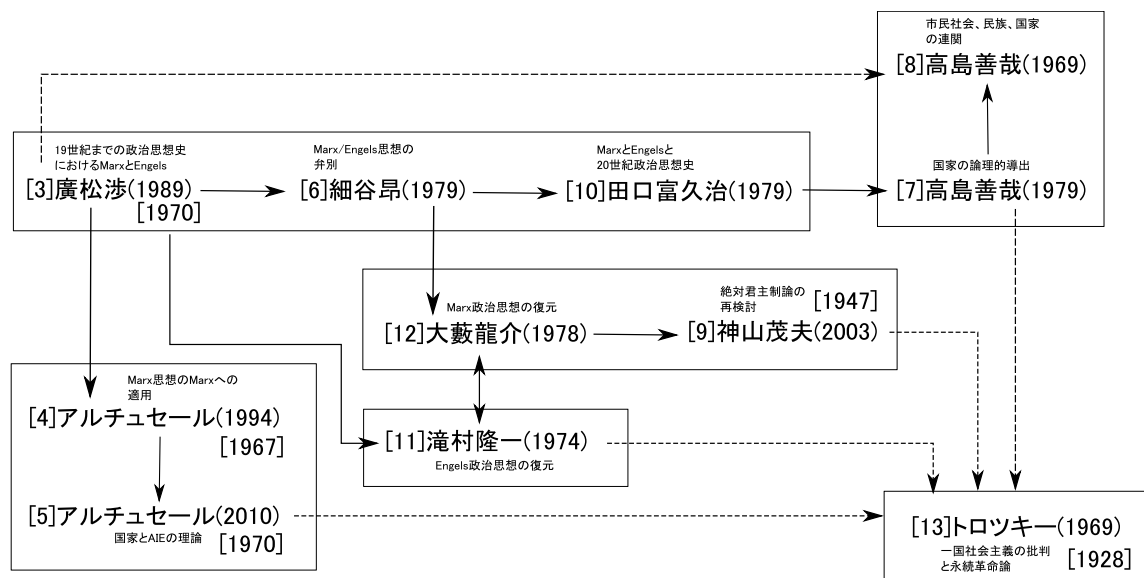 市民社会、民族、国家
の連関
[8]高島善哉(1969)
19世紀までの政治思想史
におけるMarxとEngels
[3]廣松渉(1989)
[1970]
Marx/Engels思想の
弁別
[6]細谷昂(1979)
MarxとEngelsと
20世紀政治思想史
[10]田口富久治(1979)
国家の論理的導出
[7]高島善哉(1979)
Marx政治思想の復元
[12]大藪龍介(1978)
絶対君主制論の
再検討
[1947]
[9]神山茂夫(2003)
Marx思想のMarxへの
適用
[4]アルチュセール(1994)
[1967]
[11]滝村隆一(1974)
Engels政治思想の復元
[5]アルチュセール(2010)
国家とAIEの理論
[1970]
[13]トロツキー(1969)
一国社会主義の批判
と永続革命論
[1928]